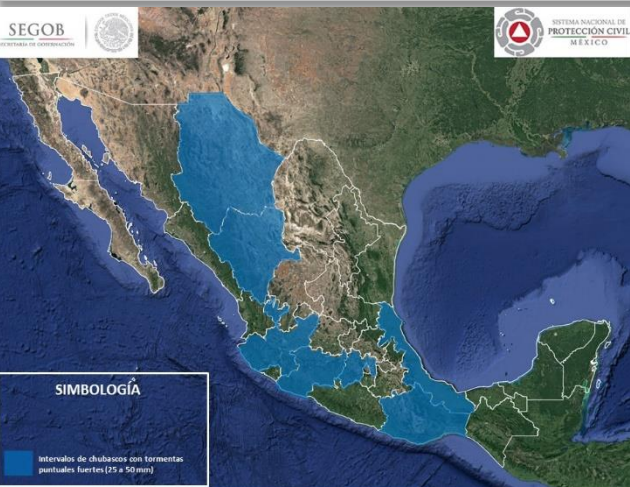 SEGOB
SECRETARÍA DE GOBERNACIÓN
SISTEMA NACIONAL DE
PROTECCIÓN CIVIL
MÉXICO
SIMBOLOGÍA
Intervalos de chubascos con tormentas
puntuales fuertes (25 a 50 mm)